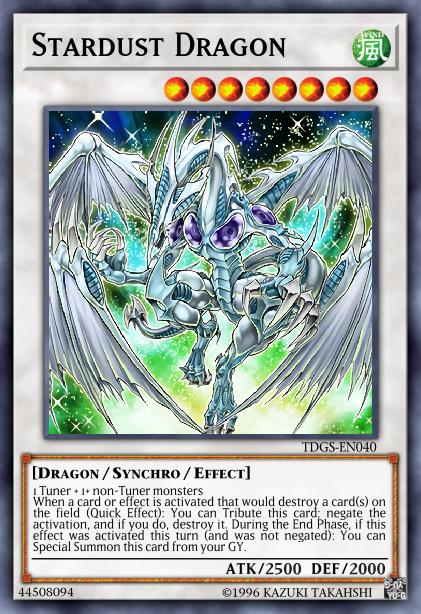 STARDUST DRAGON
WIND
風
TDGS-EN040
[DRAGON / SYNCHRO / EFFECT]
1 Tuner + 1+ non-Tuner monsters
When a card or effect is activated that would destroy a card(s) on
the field (Quick Effect): You can Tribute this card; negate the
activation, and if you do, destroy it. During the End Phase, if this
effect was activated this turn (and was not negated): You can
Special Summon this card from your GY.
ATK/2500 DEF/2000
44508094
©1996 KAZUKI TAKAHSHI